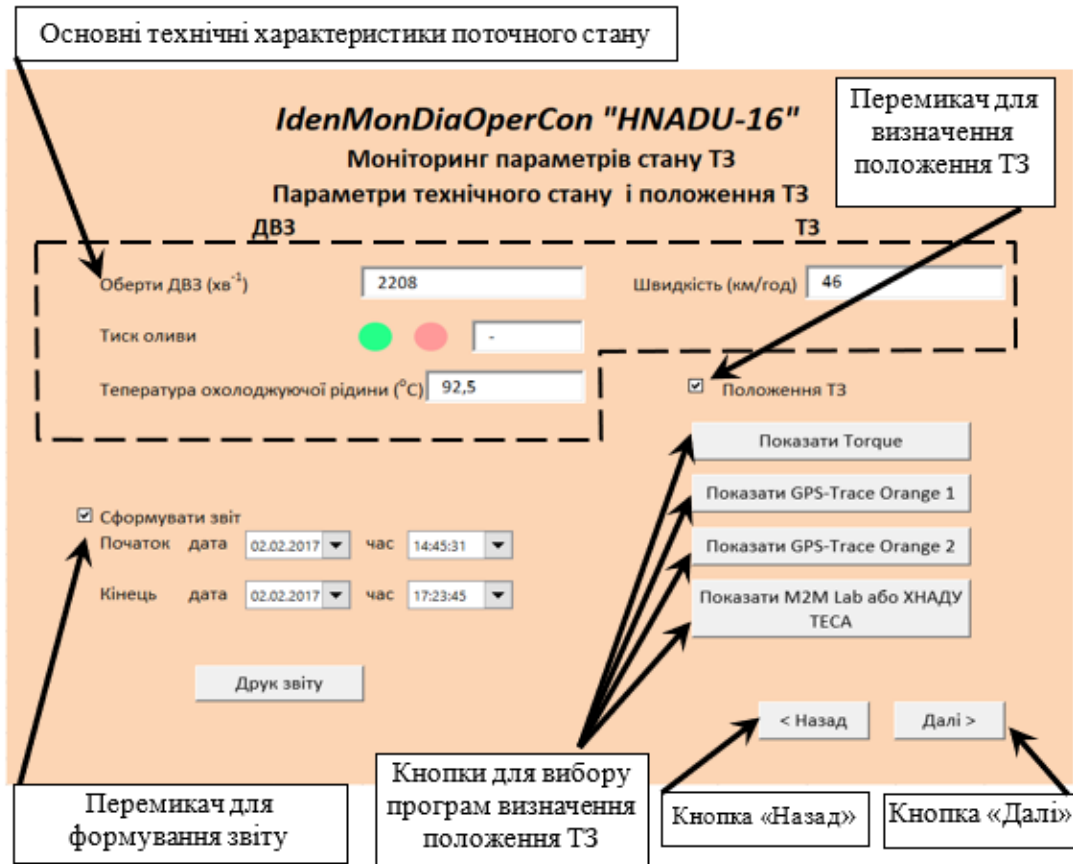 Основні технічні характеристики поточного стану
Перемикач для
визначення
положення ТЗ
IdenMonDiaOperCon "HNADU-16"
Моніторинг параметрів стану ТЗ
Параметри технічного стану і положення ТЗ
ДВЗ ТЗ
Оберти ДВЗ (хв⁻¹) 2208 Швидкість (км/год) 46
Тиск оливи -
Тепература охолоджуючої рідини (°С) 92,5
Положення ТЗ
Показати Torque
Показати GPS-Trace Orange 1
Показати GPS-Trace Orange 2
Показати M2M Lab або ХНАДУ
ТЕСА
Сформувати звіт
Початок дата 02.02.2017 час 14:45:31
Кінець дата 02.02.2017 час 17:23:45
Друк звіту
< Назад Далі >
Перемикач для
формування звіту
Кнопки для вибору
програм визначення
положення ТЗ
Кнопка «Назад»
Кнопка «Далі»